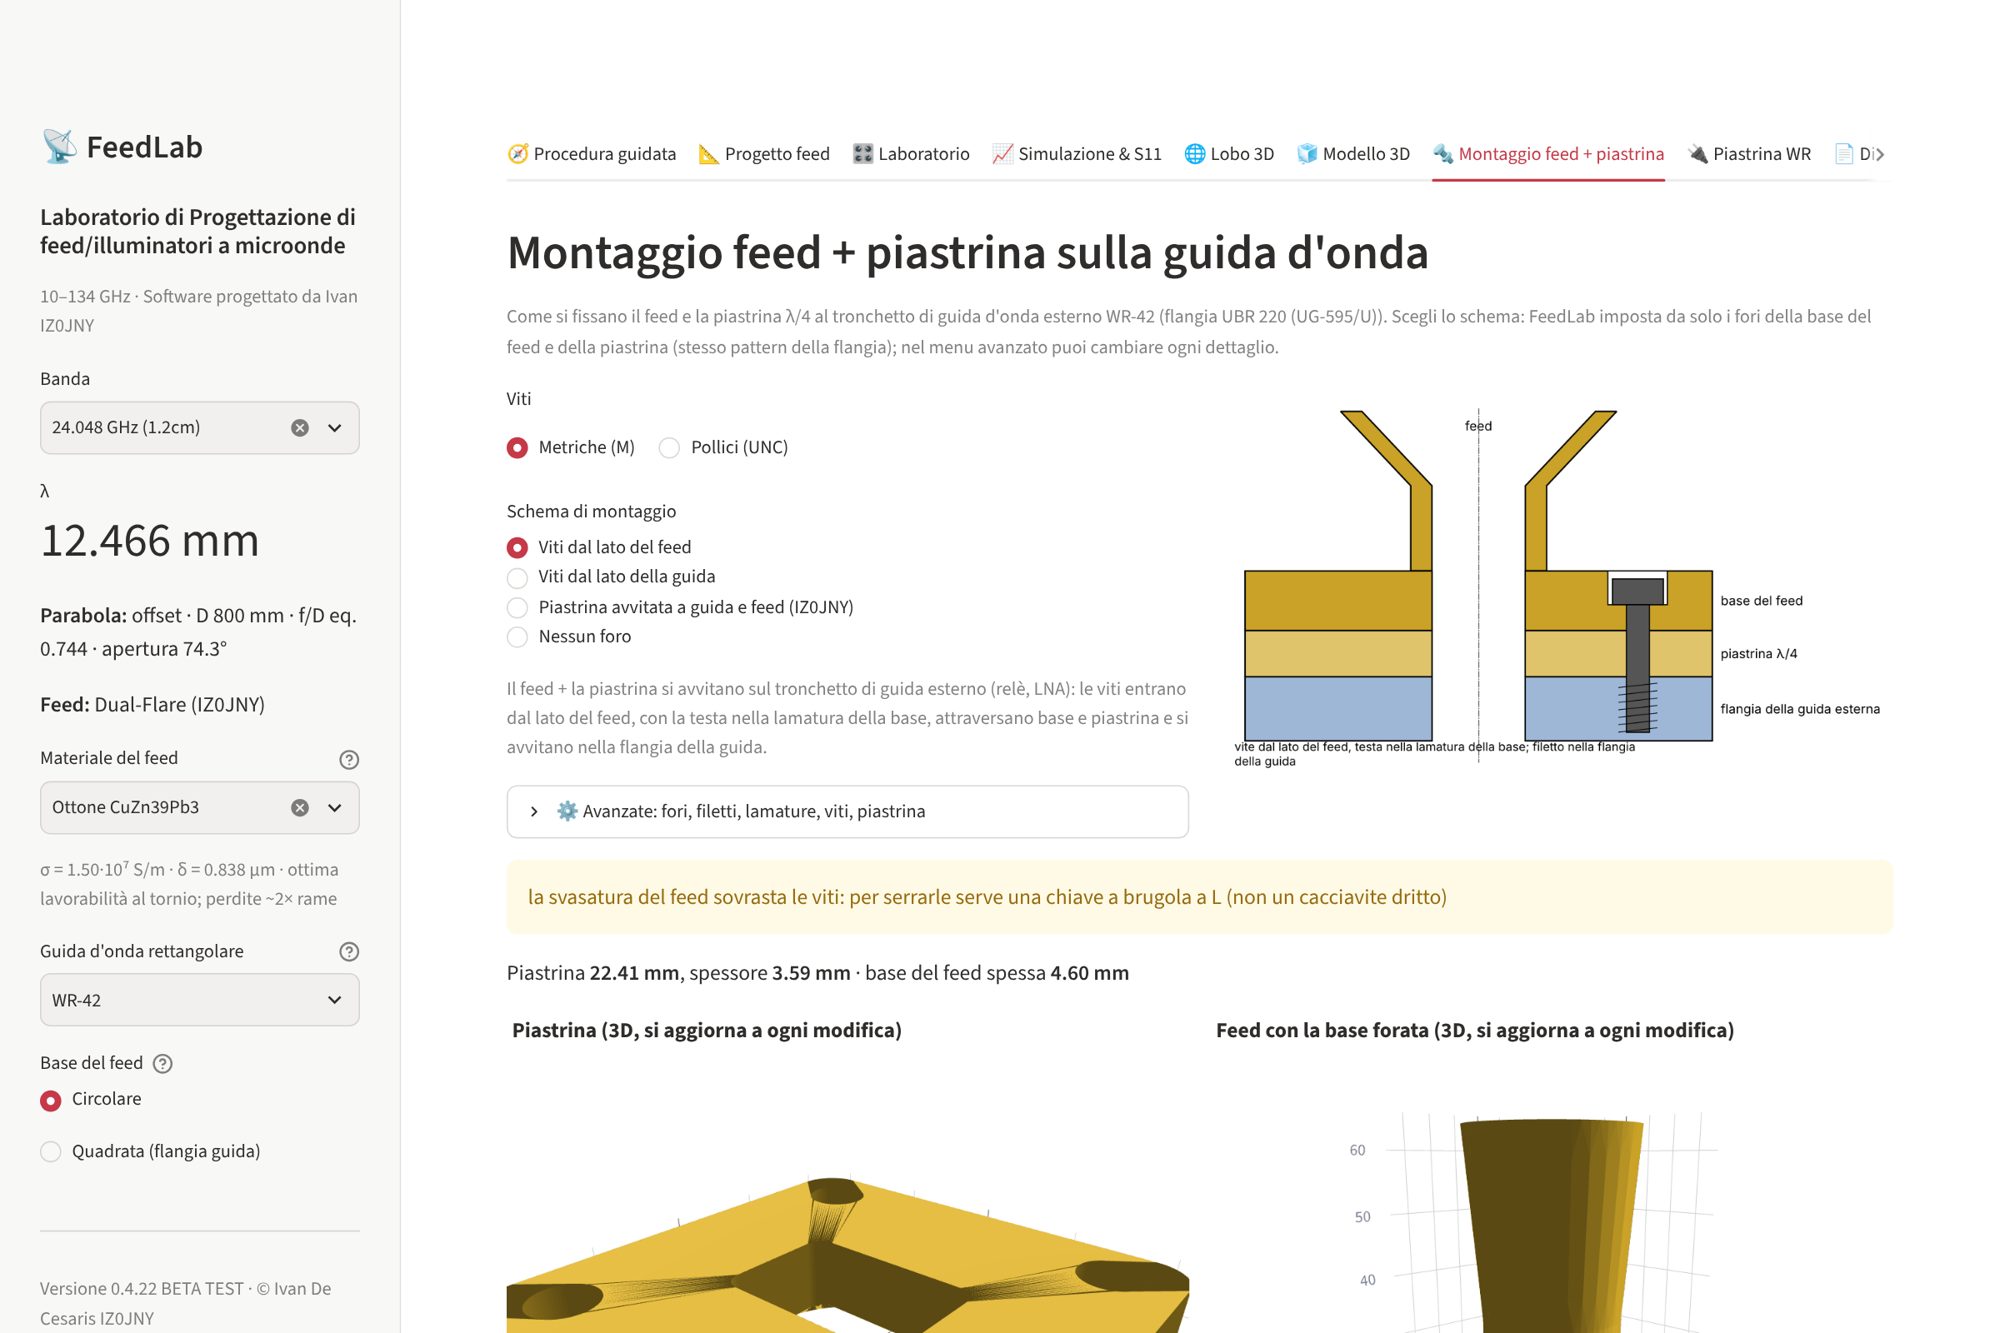 FeedLab
Laboratorio di Progettazione di
feed/illuminatori a microonde
10–134 GHz · Software progettato da Ivan
IZ0JNY
Banda
24.048 GHz (1.2cm)
λ
12.466 mm
Parabola: offset · D 800 mm · f/D eq.
0.744 · apertura 74.3°
Feed: Dual-Flare (IZ0JNY)
Materiale del feed
Ottone CuZn39Pb3
σ = 1.50·10⁷ S/m · δ = 0.838 µm · ottima
lavorabilità al tornio; perdite ~2× rame
Guida d'onda rettangolare
WR-42
Base del feed
Circolare
Quadrata (flangia guida)
Versione 0.4.22 BETA TEST · © Ivan De
Cesaris IZ0JNY
Procedura guidata
Progetto feed
Laboratorio
Simulazione & S11
Lobo 3D
Modello 3D
Montaggio feed + piastrina
Piastrina WR
Montaggio feed + piastrina sulla guida d'onda
Come si fissano il feed e la piastrina λ/4 al tronchetto di guida d'onda esterno WR-42 (flangia UBR 220 (UG-595/U)). Scegli lo schema: FeedLab imposta da solo i fori della base del
feed e della piastrina (stesso pattern della flangia); nel menu avanzato puoi cambiare ogni dettaglio.
Viti
Metriche (M)
Pollici (UNC)
Schema di montaggio
Viti dal lato del feed
Viti dal lato della guida
Piastrina avvitata a guida e feed (IZ0JNY)
Nessun foro
Il feed + la piastrina si avvitano sul tronchetto di guida esterno (relè, LNA): le viti entrano
dal lato del feed, con la testa nella lamatura della base, attraversano base e piastrina e si
avvitano nella flangia della guida.
Avanzate: fori, filetti, lamature, viti, piastrina
feed
base del feed
piastrina λ/4
flangia della guida esterna
vite dal lato del feed, testa nella lamatura della base; filetto nella flangia
della guida
la svasatura del feed sovrasta le viti: per serrarle serve una chiave a brugola a L (non un cacciavite dritto)
Piastrina 22.41 mm, spessore 3.59 mm · base del feed spessa 4.60 mm
Piastrina (3D, si aggiorna a ogni modifica)
Feed con la base forata (3D, si aggiorna a ogni modifica)
60
50
40